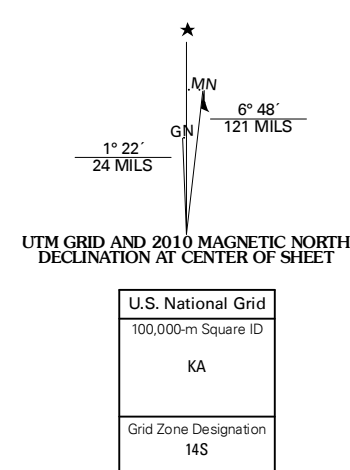 MN
6° 48´
121 MILS
GN
1° 22´
24 MILS
UTM GRID AND 2010 MAGNETIC NORTH
DECLINATION AT CENTER OF SHEET
U.S. National Grid
100,000-m Square ID
KA
Grid Zone Designation
14S